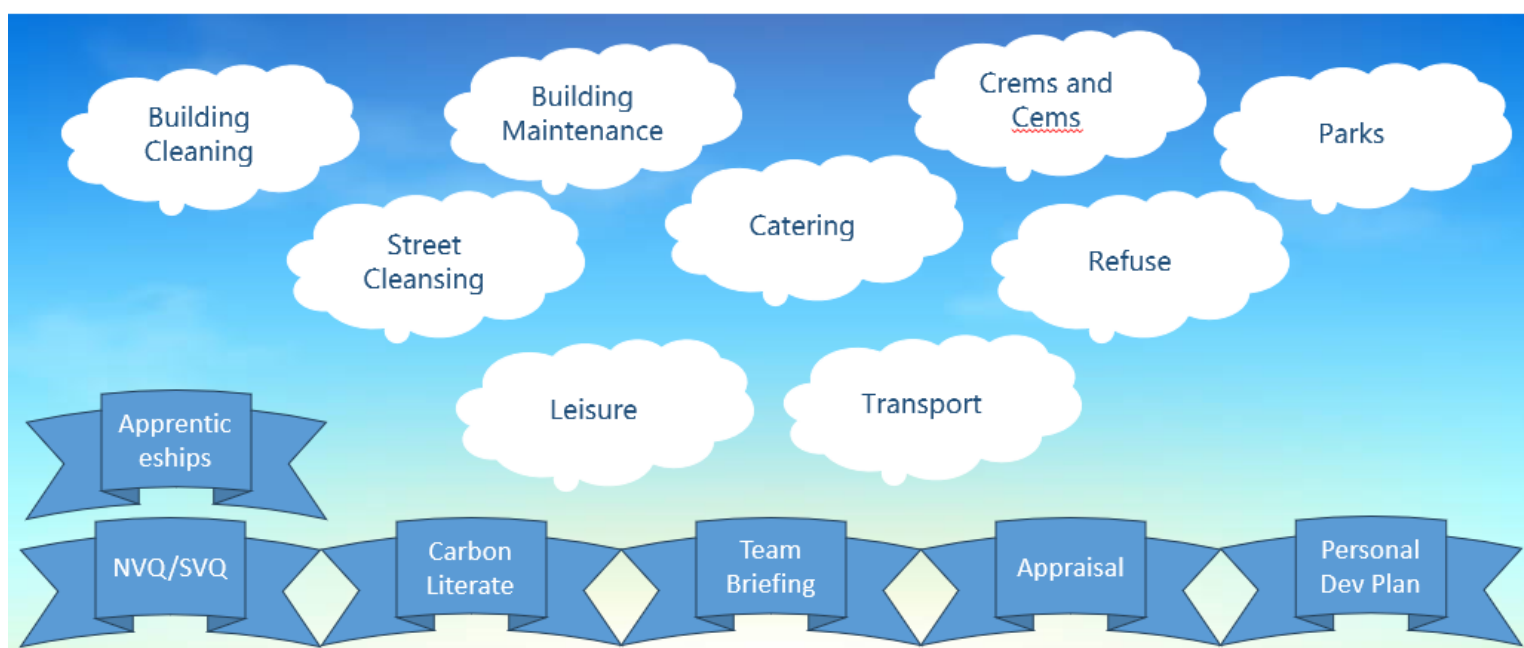 Building
Cleaning
Building
Maintenance
Crems and
Cems
Parks
Street
Cleansing
Catering
Refuse
Leisure
Transport
Apprentic
eships
NVQ/SVQ
Carbon
Literate
Team
Briefing
Appraisal
Personal
Dev Plan